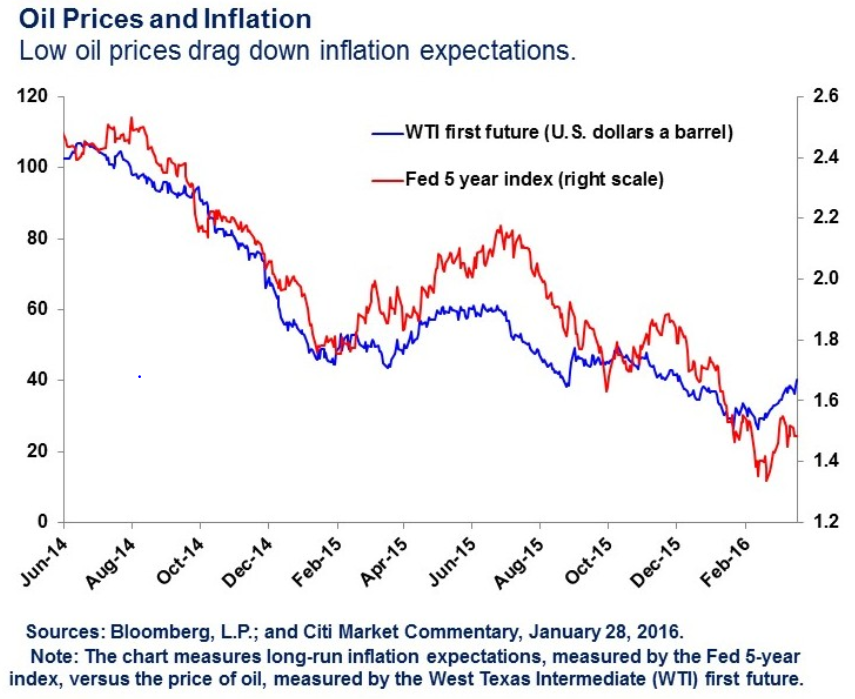 Oil Prices and Inflation
Low oil prices drag down inflation expectations.
120
100
80
60
40
20
0
2.6
2.4
2.2
2.0
1.8
1.6
1.4
1.2
WTI first future (U.S. dollars a barrel)
Fed 5 year index (right scale)
Jun-14
Aug-14
Oct-14
Dec-14
Feb-15
Apr-15
Jun-15
Aug-15
Oct-15
Dec-15
Feb-16
Sources: Bloomberg, L.P.; and Citi Market Commentary, January 28, 2016.
Note: The chart measures long-run inflation expectations, measured by the Fed 5-year
index, versus the price of oil, measured by the West Texas Intermediate (WTI) first future.